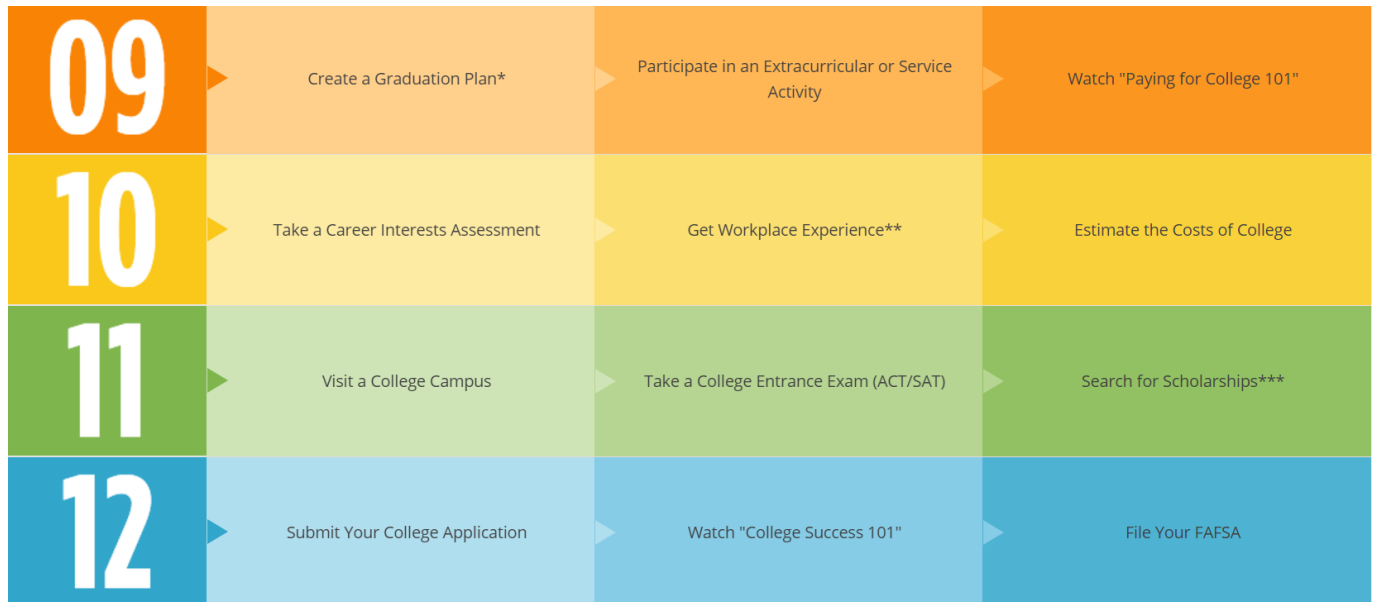 09
Create a Graduation Plan*
Participate in an Extracurricular or Service
Activity
Watch "Paying for College 101"
10
Take a Career Interests Assessment
Get Workplace Experience**
Estimate the Costs of College
11
Visit a College Campus
Take a College Entrance Exam (ACT/SAT)
Search for Scholarships***
12
Submit Your College Application
Watch "College Success 101"
File Your FAFSA